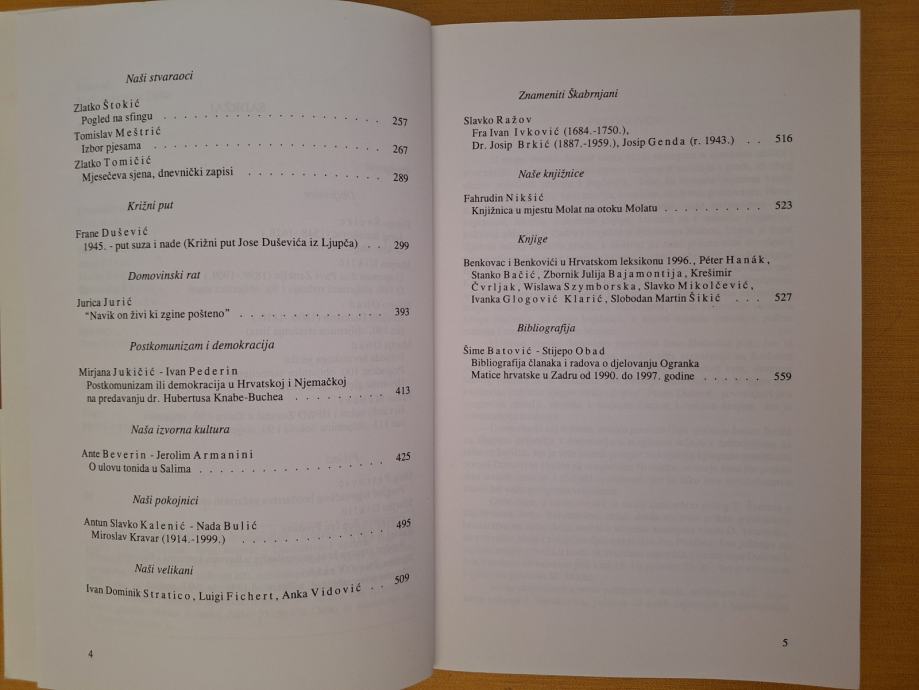 Naši stvaraoci
Zlatko Štokić
Pogled na sfingu . . . . . . . . . . . . . . . . . . 257
Tomislav Meštrić
Izbor pjesama . . . . . . . . . . . . . . . . . . . 267
Zlatko Tomičić
Mjesečeva sjena, dnevnički zapisi . . . . . . . . . . . . . 289
Križni put
Frane Dušević
1945. - put suza i nade (Križni put Jose Duševića iz Ljupča) . . 299
Domovinski rat
Jurica Jurić
“Navik on živi ki zgine pošteno” . . . . . . . . . . . . . . 393
Postkomunizam i demokracija
Mirjana Jukičić - Ivan Pederin
Postkomunizam ili demokracija u Hrvatskoj i Njemačkoj
na predavanju dr. Hubertusa Knabe-Buchea . . . . . . . . . 413
Naša izvorna kultura
Ante Beverin - Jerolim Armanini
O ulovu tonida u Salima . . . . . . . . . . . . . . . . . 425
Naši pokojnici
Antun Slavko Kalenić - Nada Bulić
Miroslav Kravar (1914.-1999.) . . . . . . . . . . . . . 495
Naši velikani
Ivan Dominik Stratico, Luigi Fichert, Anka Vidović . . 509
4
Znameniti Škabrnjani
Slavko Ražov
Fra Ivan Ivković (1684.-1750.),
Dr. Josip Brkić (1887.-1959.), Josip Genda (r. 1943.) . . 516
Naše knjižnice
Fahrudin Nikšić
Knjižnica u mjestu Molat na otoku Molatu . . . . . . . . . . 523
Knjige
Benkovac i Benkovići u Hrvatskom leksikonu 1996., Péter Hanák,
Stanko Bačić, Zbornik Julija Bajamontija, Krešimir
Čvrljak, Wislawa Szymborska, Slavko Mikolčević,
Ivanka Glogović Klarić, Slobodan Martin Šikić . . . 527
Bibliografija
Šime Batović - Stijepo Obad
Bibliografija članaka i radova o djelovanju Ogranka
Matice hrvatske u Zadru od 1990. do 1997. godine . . . . . . 559
5